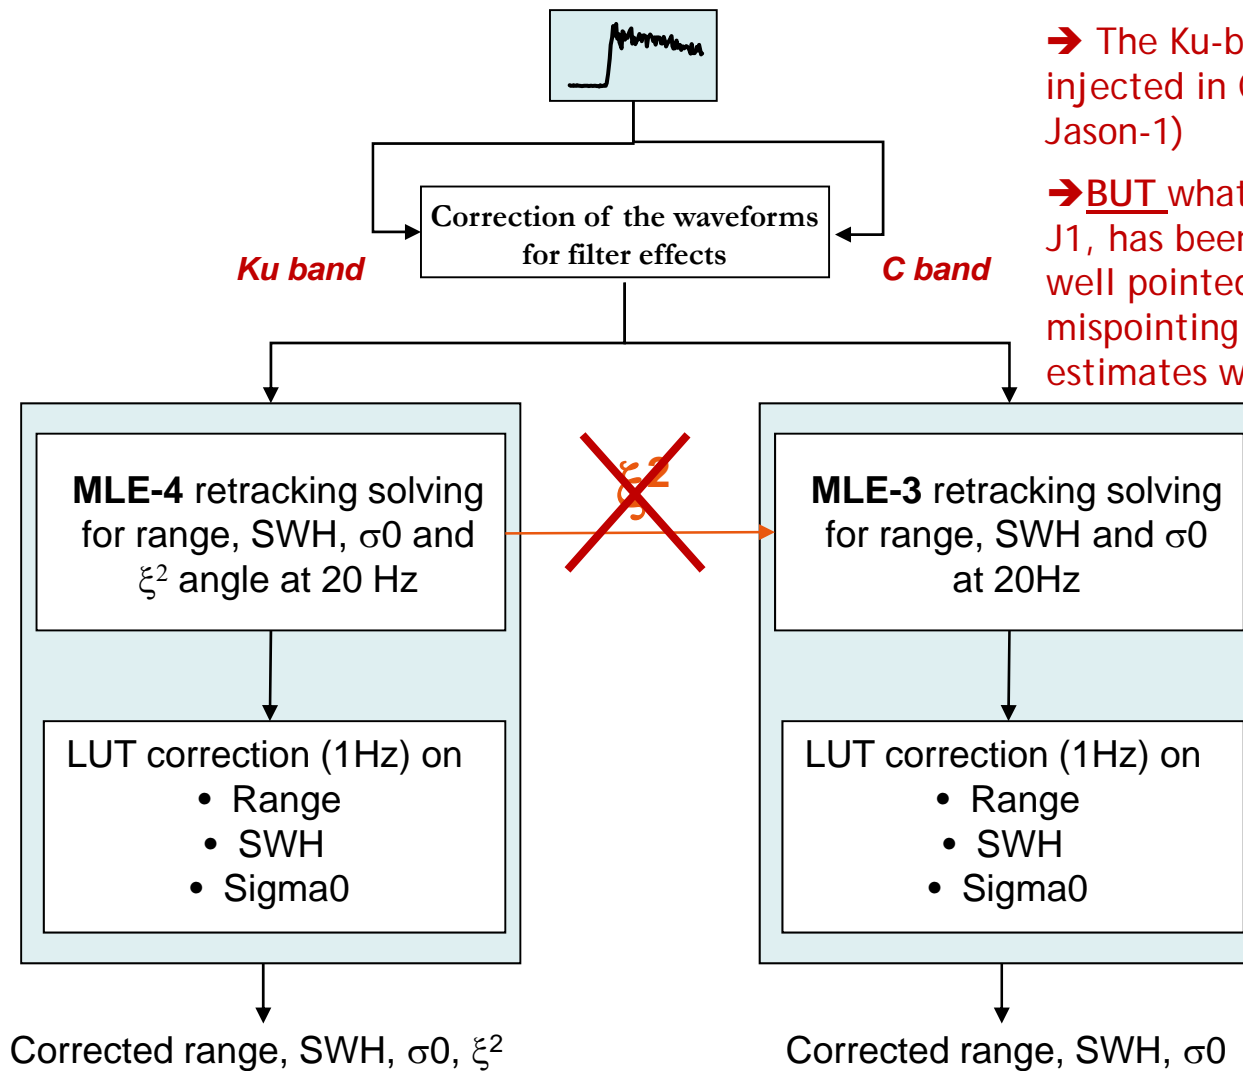 ➔ The Ku-b
injected in
Jason-1)
➔BUT what
J1, has been
well pointed
mispointing
estimates w
Correction of the waveforms
for filter effects
Ku band
C band
MLE-4 retracking solving
for range, SWH, σ0 and
ξ² angle at 20 Hz
ξ²
MLE-3 retracking solving
for range, SWH and σ0
at 20Hz
LUT correction (1Hz) on
• Range
• SWH
• Sigma0
LUT correction (1Hz) on
• Range
• SWH
• Sigma0
Corrected range, SWH, σ0, ξ²
Corrected range, SWH, σ0